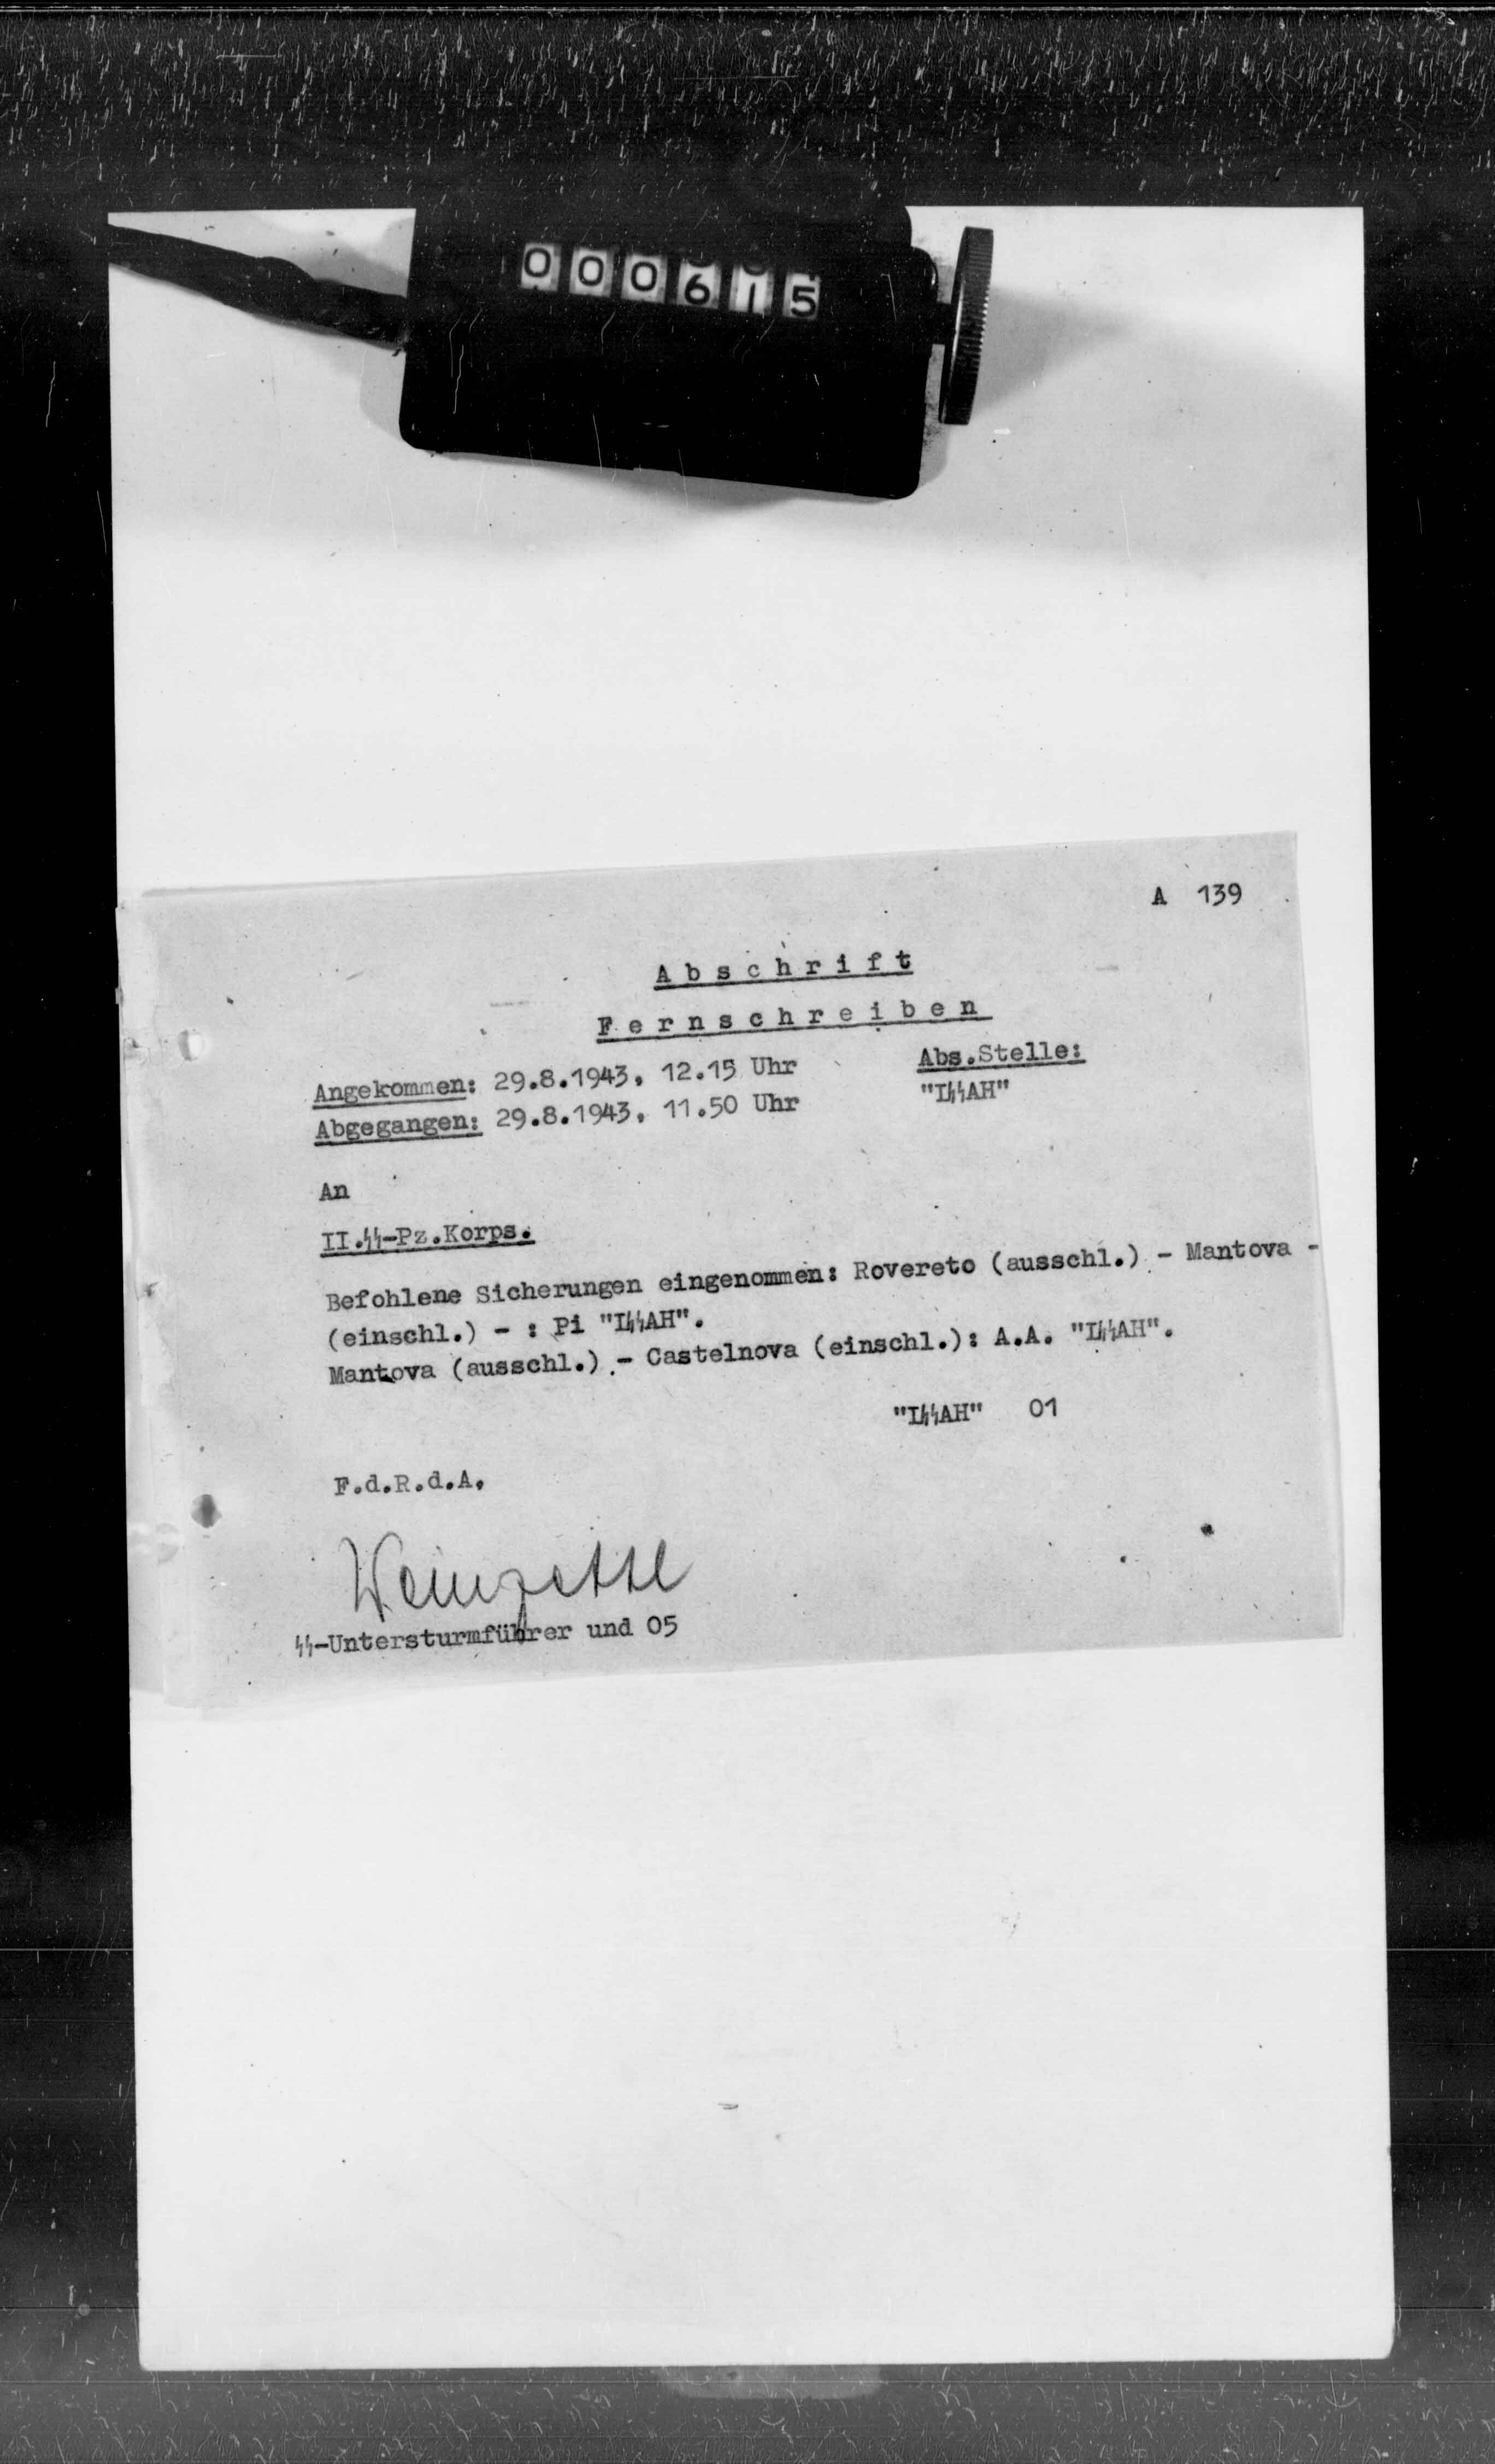 000615
A 139
Abschrift
Fernschreiben
Angekommen: 29.8.1943, 12.15 Uhr
Abs.Stelle:
Abgegangen: 29.8.1943, 11.50 Uhr
"LSSAH"
An
II.SS-Pz.Korps.
Befohlene Sicherungen eingenommen: Rovereto (ausschl.) - Mantova -
(einschl.) - : Pi "LSSAH".
Mantova (ausschl.) - Castelnova (einschl.): A.A. "LSSAH".
"LSSAH" 01
F.d.R.d.A.
SS-Untersturmführer und 05